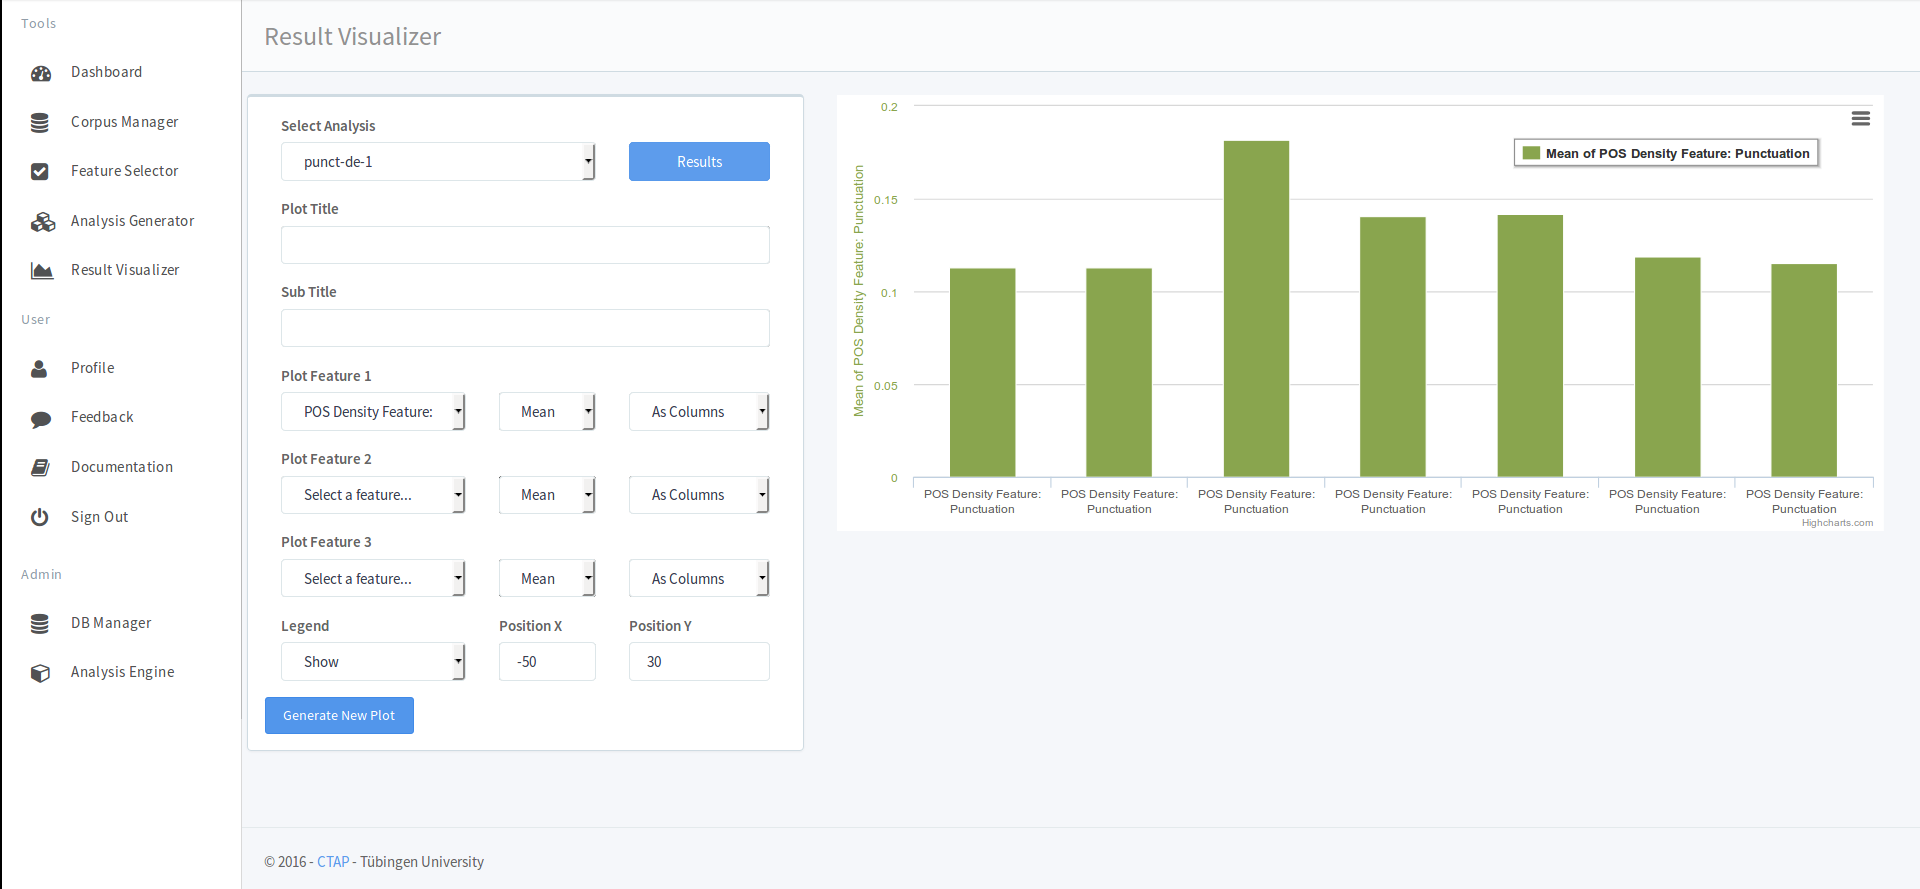 Tools
Dashboard
Corpus Manager
Feature Selector
Analysis Generator
Result Visualizer
User
Profile
Feedback
Documentation
Sign Out
Admin
DB Manager
Analysis Engine
Result Visualizer
Select Analysis
punct-de-1
Results
Plot Title
Sub Title
Plot Feature 1
POS Density Feature:
Mean
As Columns
Plot Feature 2
Select a feature...
Mean
As Columns
Plot Feature 3
Select a feature...
Mean
As Columns
Legend
Position X
Position Y
Show
-50
30
Generate New Plot
Mean of POS Density Feature: Punctuation
0.2
0.15
0.1
0.05
0
Mean of POS Density Feature: Punctuation
POS Density Feature:
Punctuation
POS Density Feature:
Punctuation
POS Density Feature:
Punctuation
POS Density Feature:
Punctuation
POS Density Feature:
Punctuation
POS Density Feature:
Punctuation
POS Density Feature:
Punctuation
Highcharts.com
© 2016 - CTAP - Tübingen University